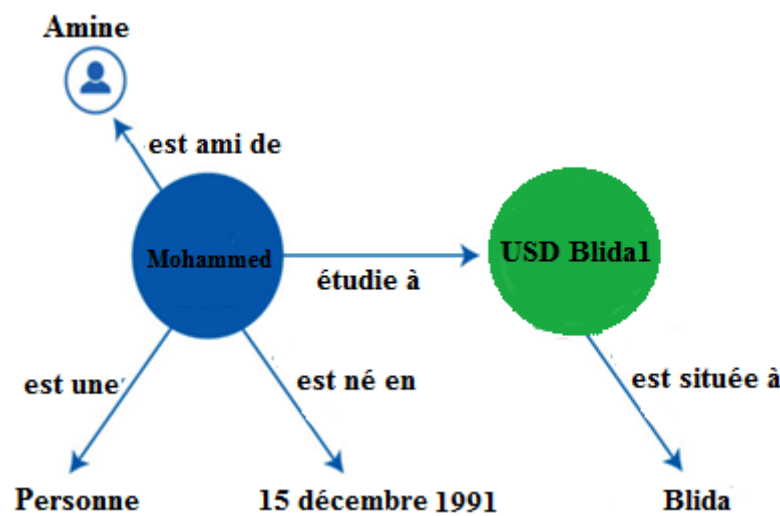 Amine
est ami de
Mohammed
étudie à
USD Blida1
est une
est né en
est située à
Personne
15 décembre 1991
Blida